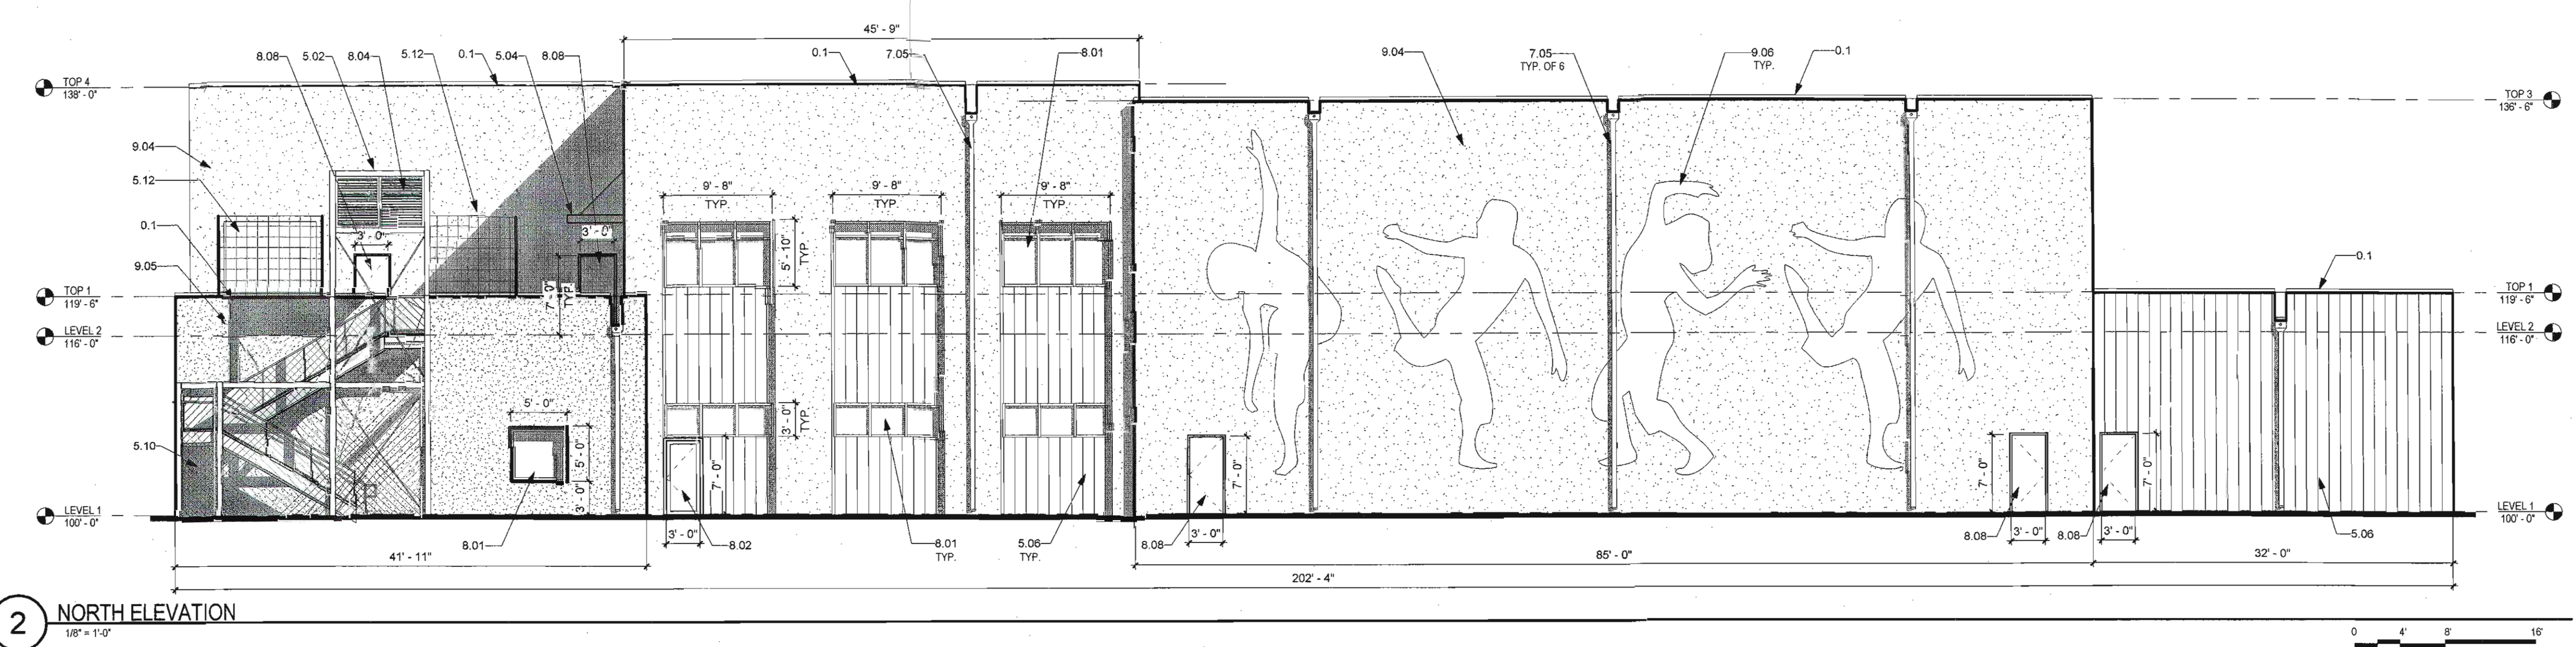 45' - 9"
8.08
5.02
8.04
5.12
0.1
5.04
8.08
0.1
7.05
8.01
9.04
7.05
TYP. OF 6
9.06
TYP.
0.1
TOP 4
138' - 0"
TOP 3
136' - 6"
9.04
5.12
0.1
9.05
9' - 8"
TYP.
9' - 8"
TYP.
9' - 8"
TYP.
3' - 0"
3' - 0"
5' - 10"
TYP.
0.1
TOP 1
119' - 6"
7' - 0"
TYP.
TOP 1
119' - 6"
LEVEL 2
116' - 0"
LEVEL 2
116' - 0"
5' - 0"
3' - 0"
TYP.
5.10
5' - 0"
3' 0"
7' - 0"
7' - 0"
7' - 0"
7' - 0"
LEVEL 1
100' - 0"
LEVEL 1
100' - 0"
8.01
3' - 0"
8.02
8.01
TYP.
5.06
TYP.
8.08
3' - 0"
8.08
3' - 0"
8.08
3' - 0"
5.06
41' - 11"
85' - 0"
32' - 0"
202' - 4"
2
NORTH ELEVATION
1/8" = 1'-0"
0 4' 8' 16'